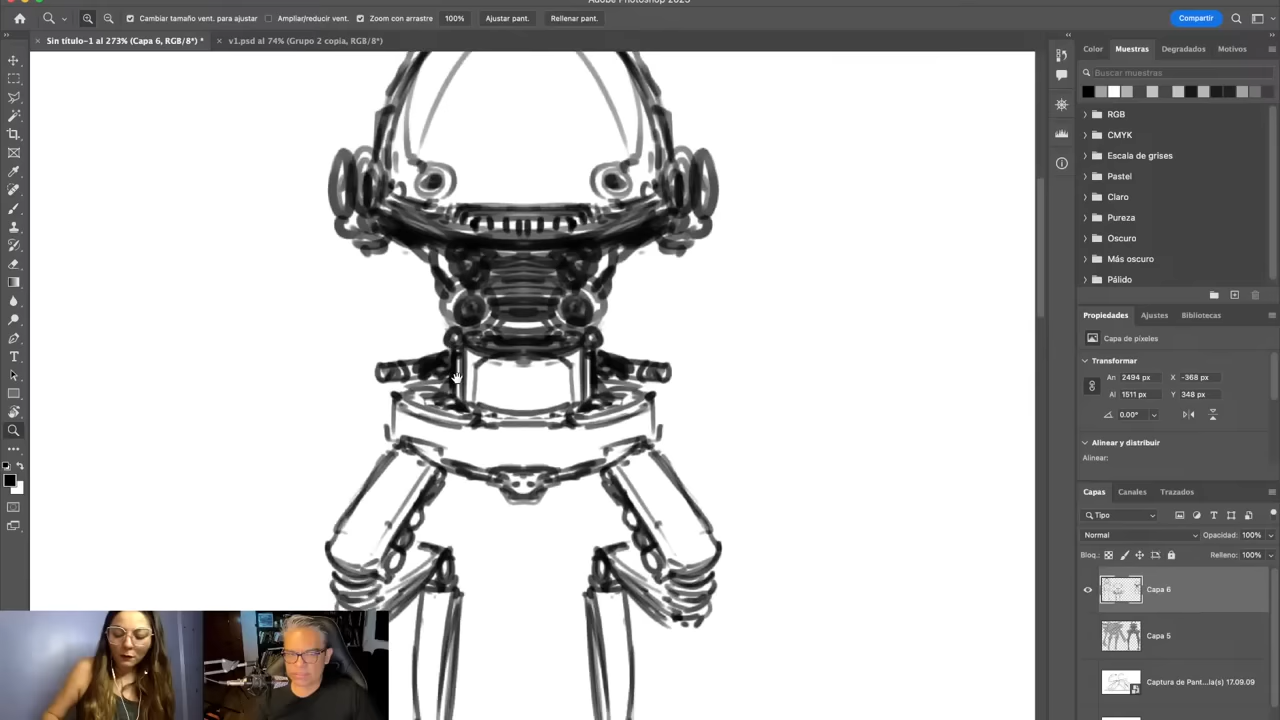 Adobe Photoshop 2023
Cambiar tamaño vent. para ajustar
Ampliar/reducir vent.
Zoom con arrastre
100%
Ajustar pant.
Rellenar pant.
Compartir
× Sin título-1 al 273% (Capa 6, RGB/8*) *
× v1.psd al 74% (Grupo 2 copia, RGB/8*)
Color
Muestras
Degradados
Motivos
Buscar muestras
RGB
CMYK
Escala de grises
Pastel
Claro
Pureza
Oscuro
Más oscuro
Pálido
Propiedades
Ajustes
Bibliotecas
Capa de píxeles
Transformar
An 2494 px X -368 px
Al 1511 px Y 348 px
0.00°
Alinear y distribuir
Alinear:
Capas
Canales
Trazados
Tipo
Normal
Opacidad: 100%
Bloq.:
Relleno: 100%
Capa 6
Capa 5
Captura de Pant...la(s) 17.09.09